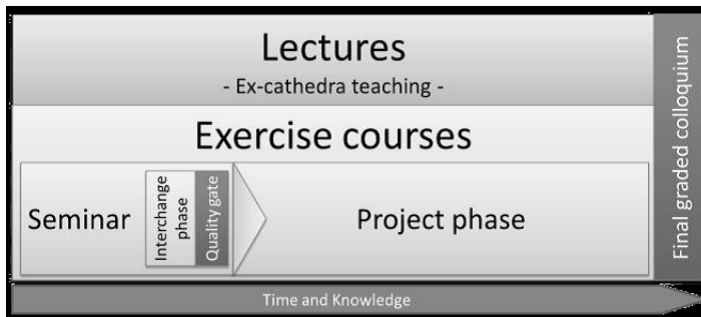 Lectures
- Ex-cathedra teaching -
Exercise courses
Seminar
Interchange
phase
Quality gate
Project phase
Final graded colloquium
Time and Knowledge